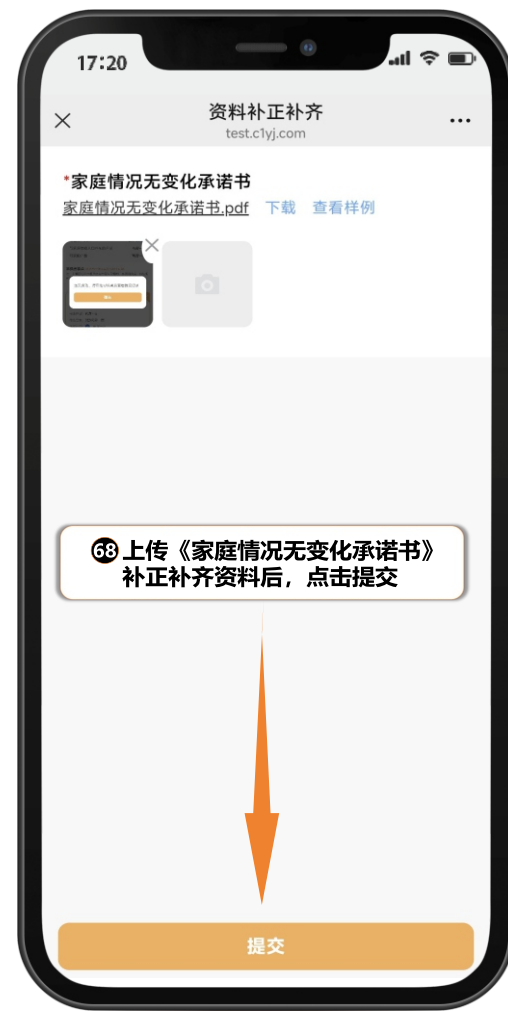 17:20
资料补正补齐
test.c1yj.com
*家庭情况无变化承诺书
家庭情况无变化承诺书.pdf 下载 查看样例
68 上传《家庭情况无变化承诺书》
补正补齐资料后，点击提交
提交